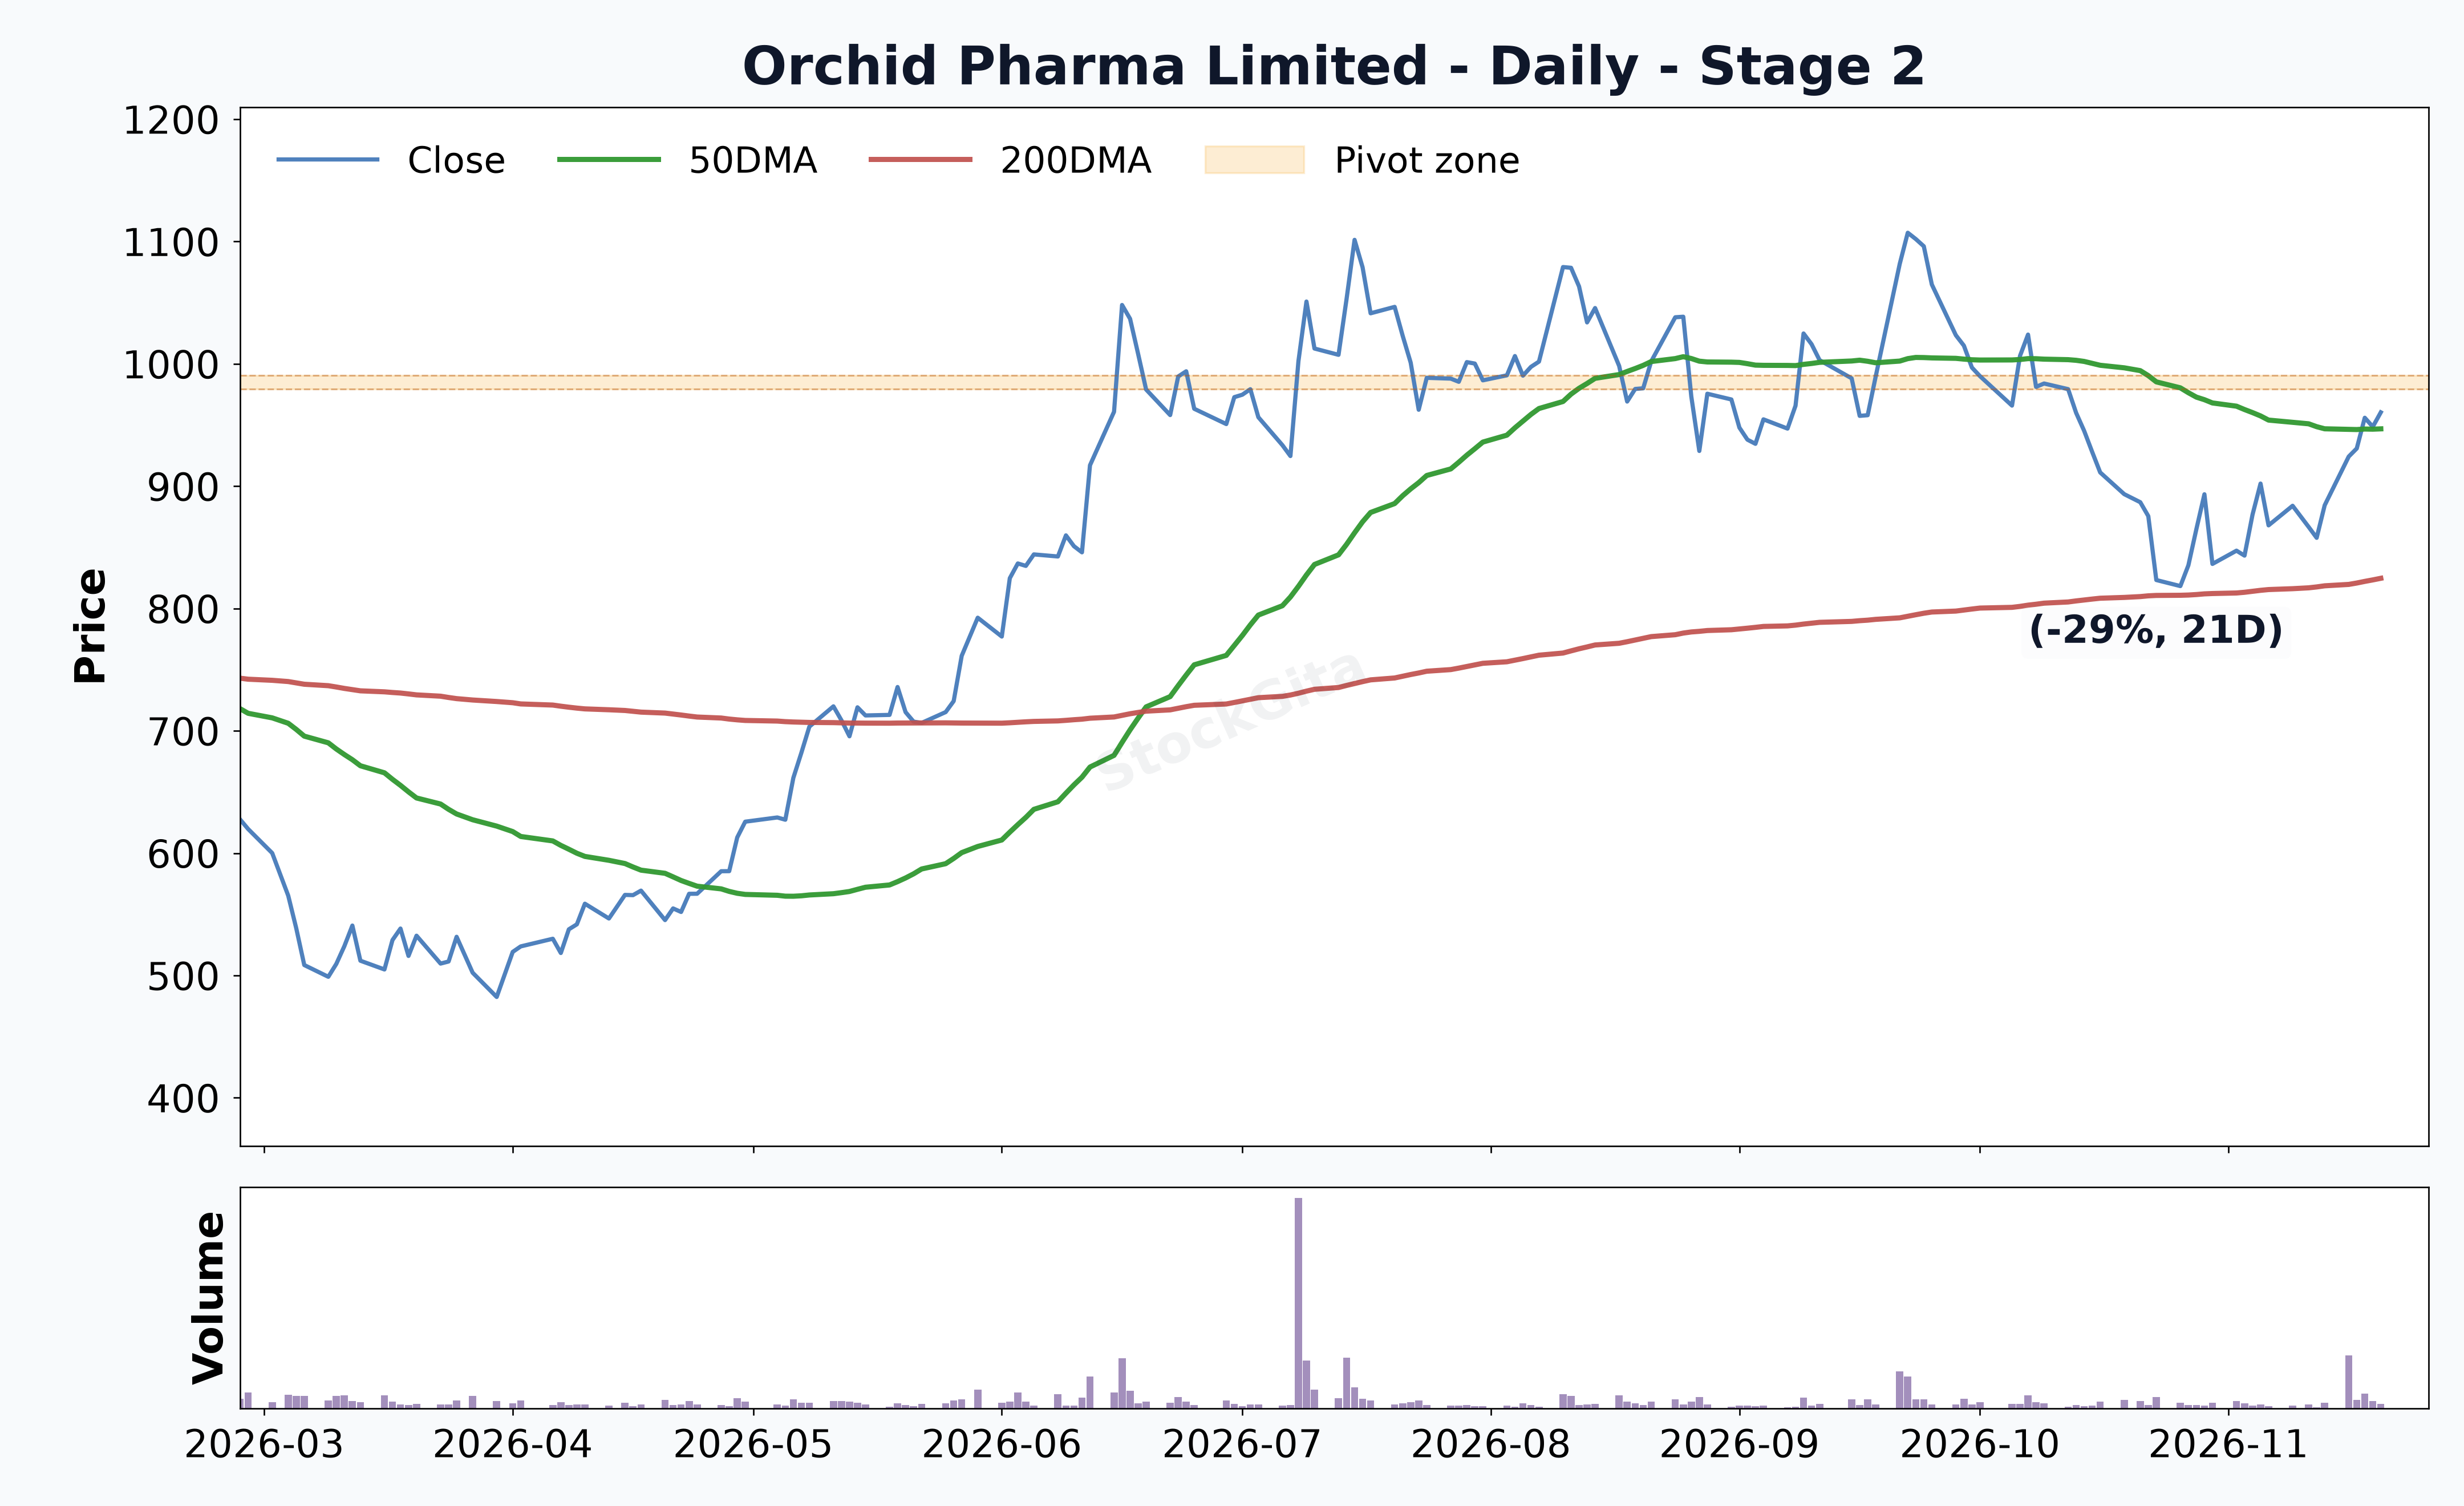 Orchid Pharma Limited - Daily - Stage 2
Close
50DMA
200DMA
Pivot zone
Price
1200
1100
1000
900
800
700
600
500
400
(-29%, 21D)
StockGita
Volume
2026-03
2026-04
2026-05
2026-06
2026-07
2026-08
2026-09
2026-10
2026-11